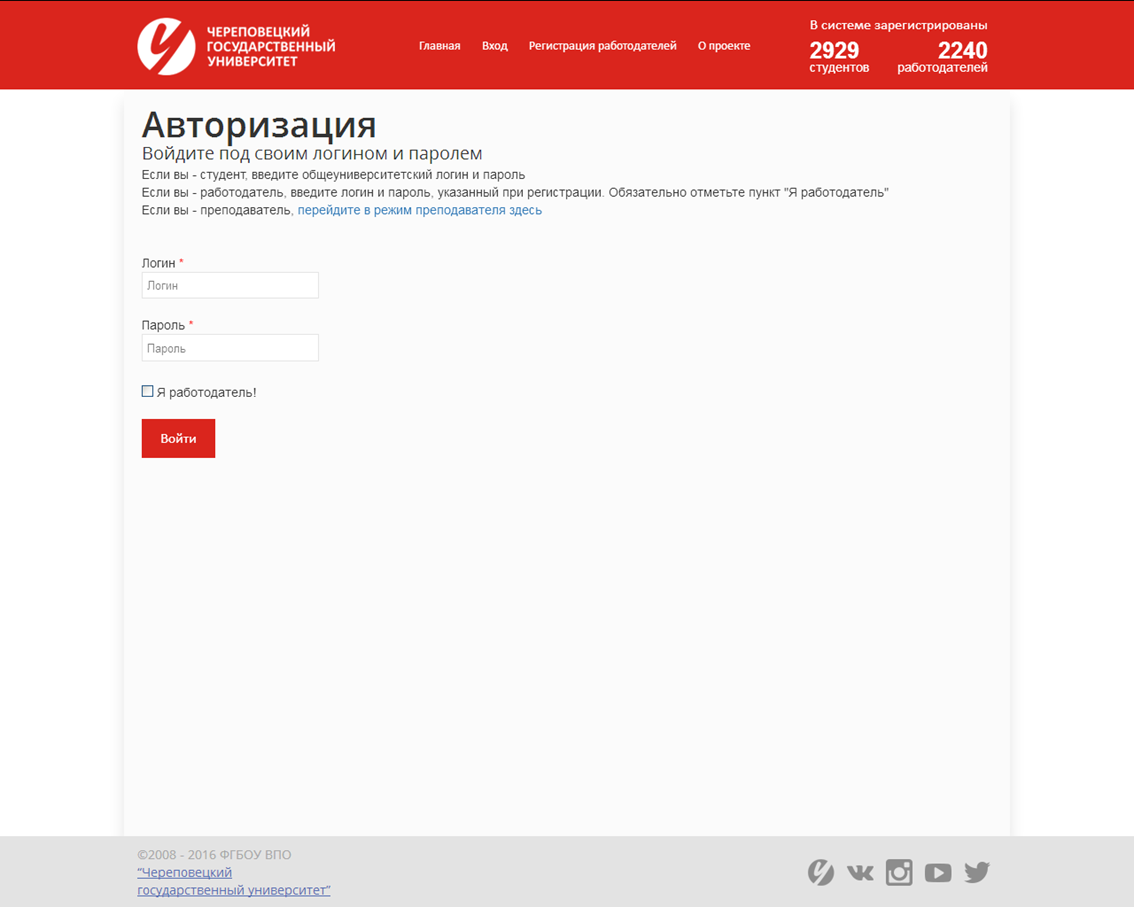 ЧЕРЕПОВЕЦКИЙ
ГОСУДАРСТВЕННЫЙ
УНИВЕРСИТЕТ
Главная Вход Регистрация работодателей О проекте
В системе зарегистрированы
2929 2240
студентов работодателей
Авторизация
Войдите под своим логином и паролем
Если вы - студент, введите общеуниверситетский логин и пароль
Если вы - работодатель, введите логин и пароль, указанный при регистрации. Обязательно отметьте пункт "Я работодатель"
Если вы - преподаватель, перейдите в режим преподавателя здесь
Логин *
Логин
Пароль *
Пароль
Я работодатель!
Войти
©2008 - 2016 ФГБОУ ВПО
“Череповецкий
государственный университет”